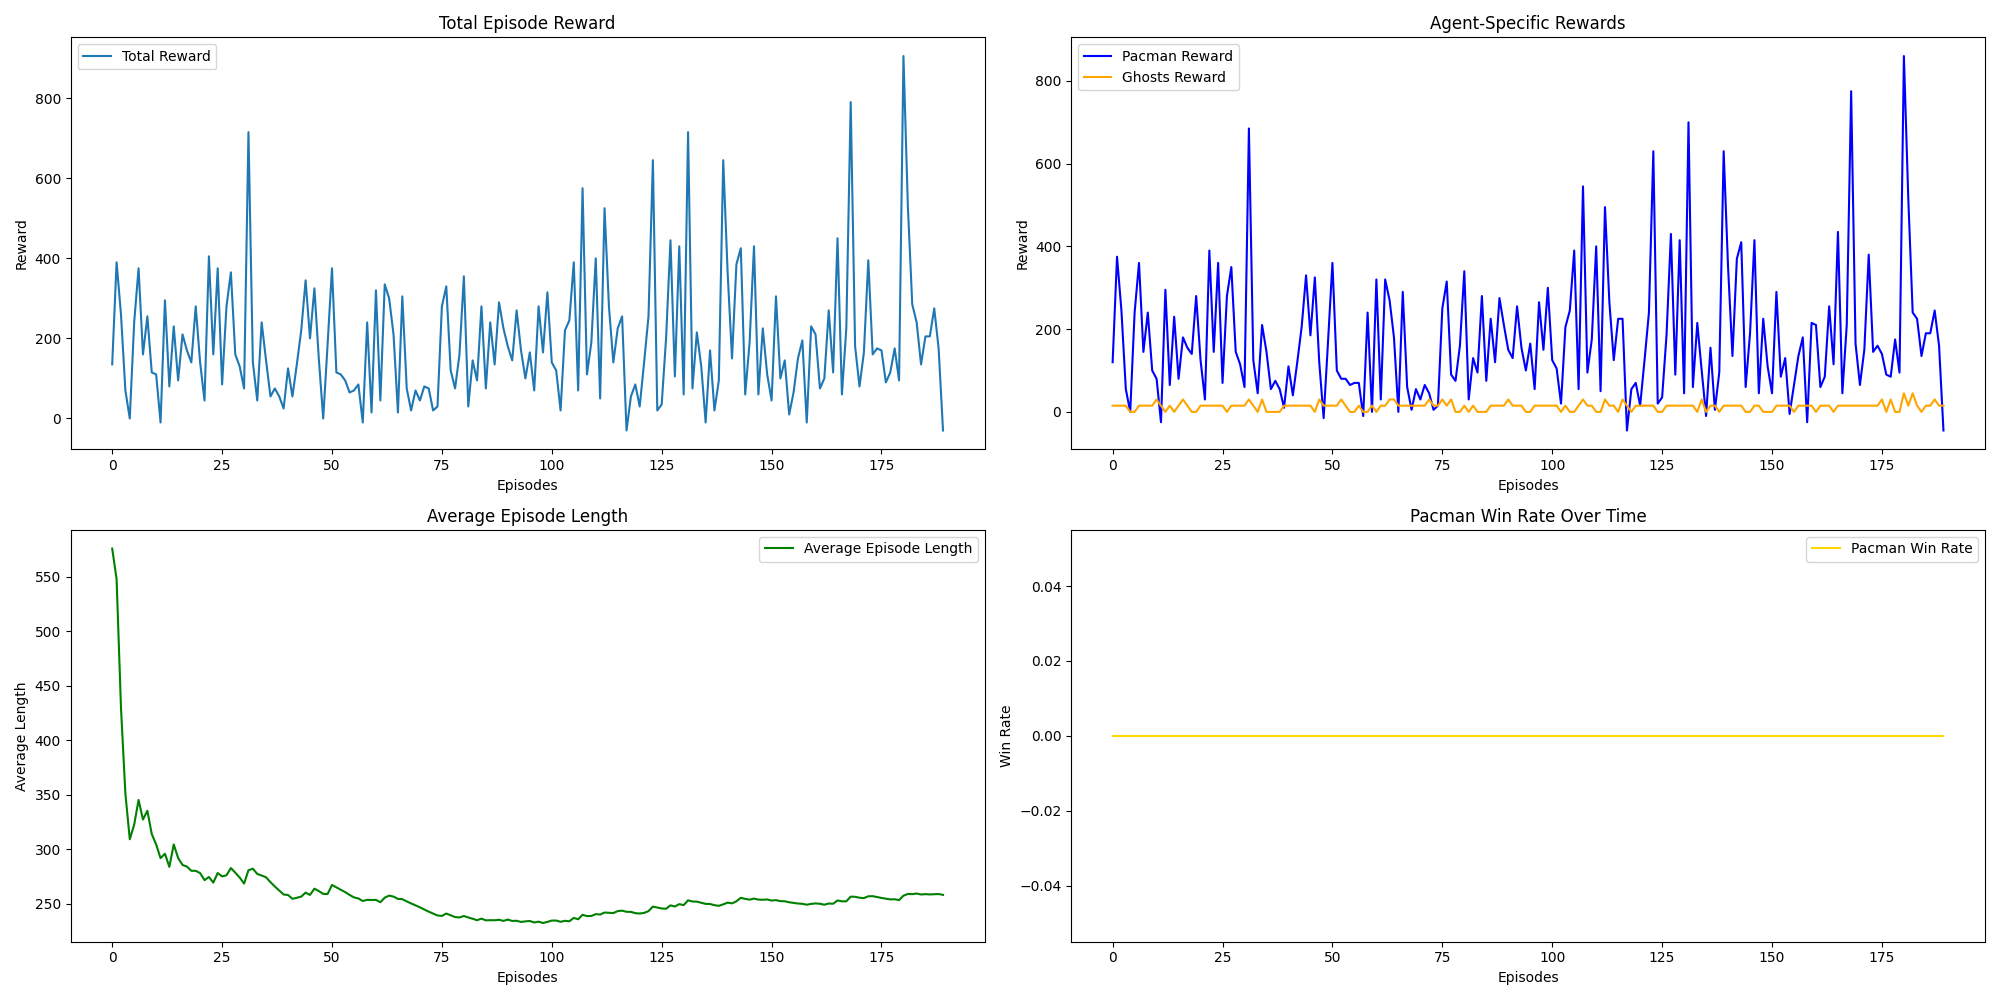 Total Episode Reward
Total Reward
800
600
400
200
0
Reward
0 25 50 75 100 125 150 175
Episodes
Agent-Specific Rewards
Pacman Reward
Ghosts Reward
800
600
400
200
0
Reward
0 25 50 75 100 125 150 175
Episodes
Average Episode Length
Average Episode Length
550
500
450
400
350
300
250
Average Length
0 25 50 75 100 125 150 175
Episodes
Pacman Win Rate Over Time
Pacman Win Rate
0.04
0.02
0.00
−0.02
−0.04
Win Rate
0 25 50 75 100 125 150 175
Episodes